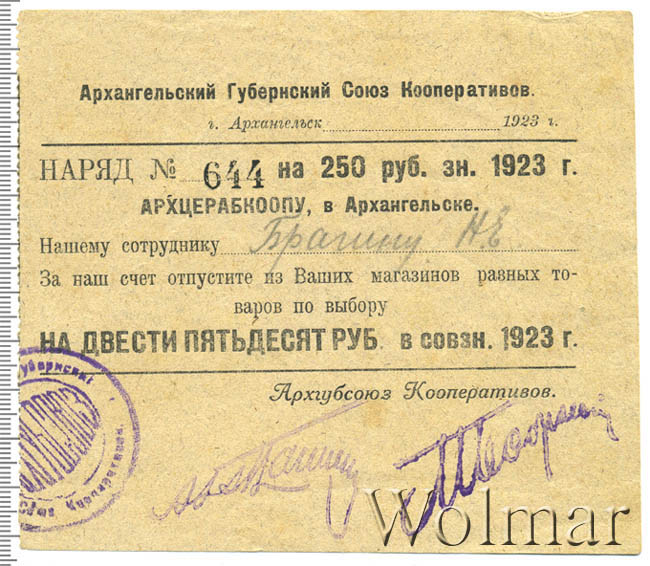 Архангельский Губернский Союз Кооперативов.
г. Архангельск 1923 г.
НАРЯД № 644 на 250 руб. зн. 1923 г.
АРХЦЕРАБКООПУ, в Архангельске.
Нашему сотруднику Брагину Н.Е
За наш счет отпустите из Ваших магазинов разных то-
варов по выбору
НА ДВЕСТИ ПЯТЬДЕСЯТ РУБ. в совзн. 1923 г.
Архгубсоюз Кооперативов.
Wolmar